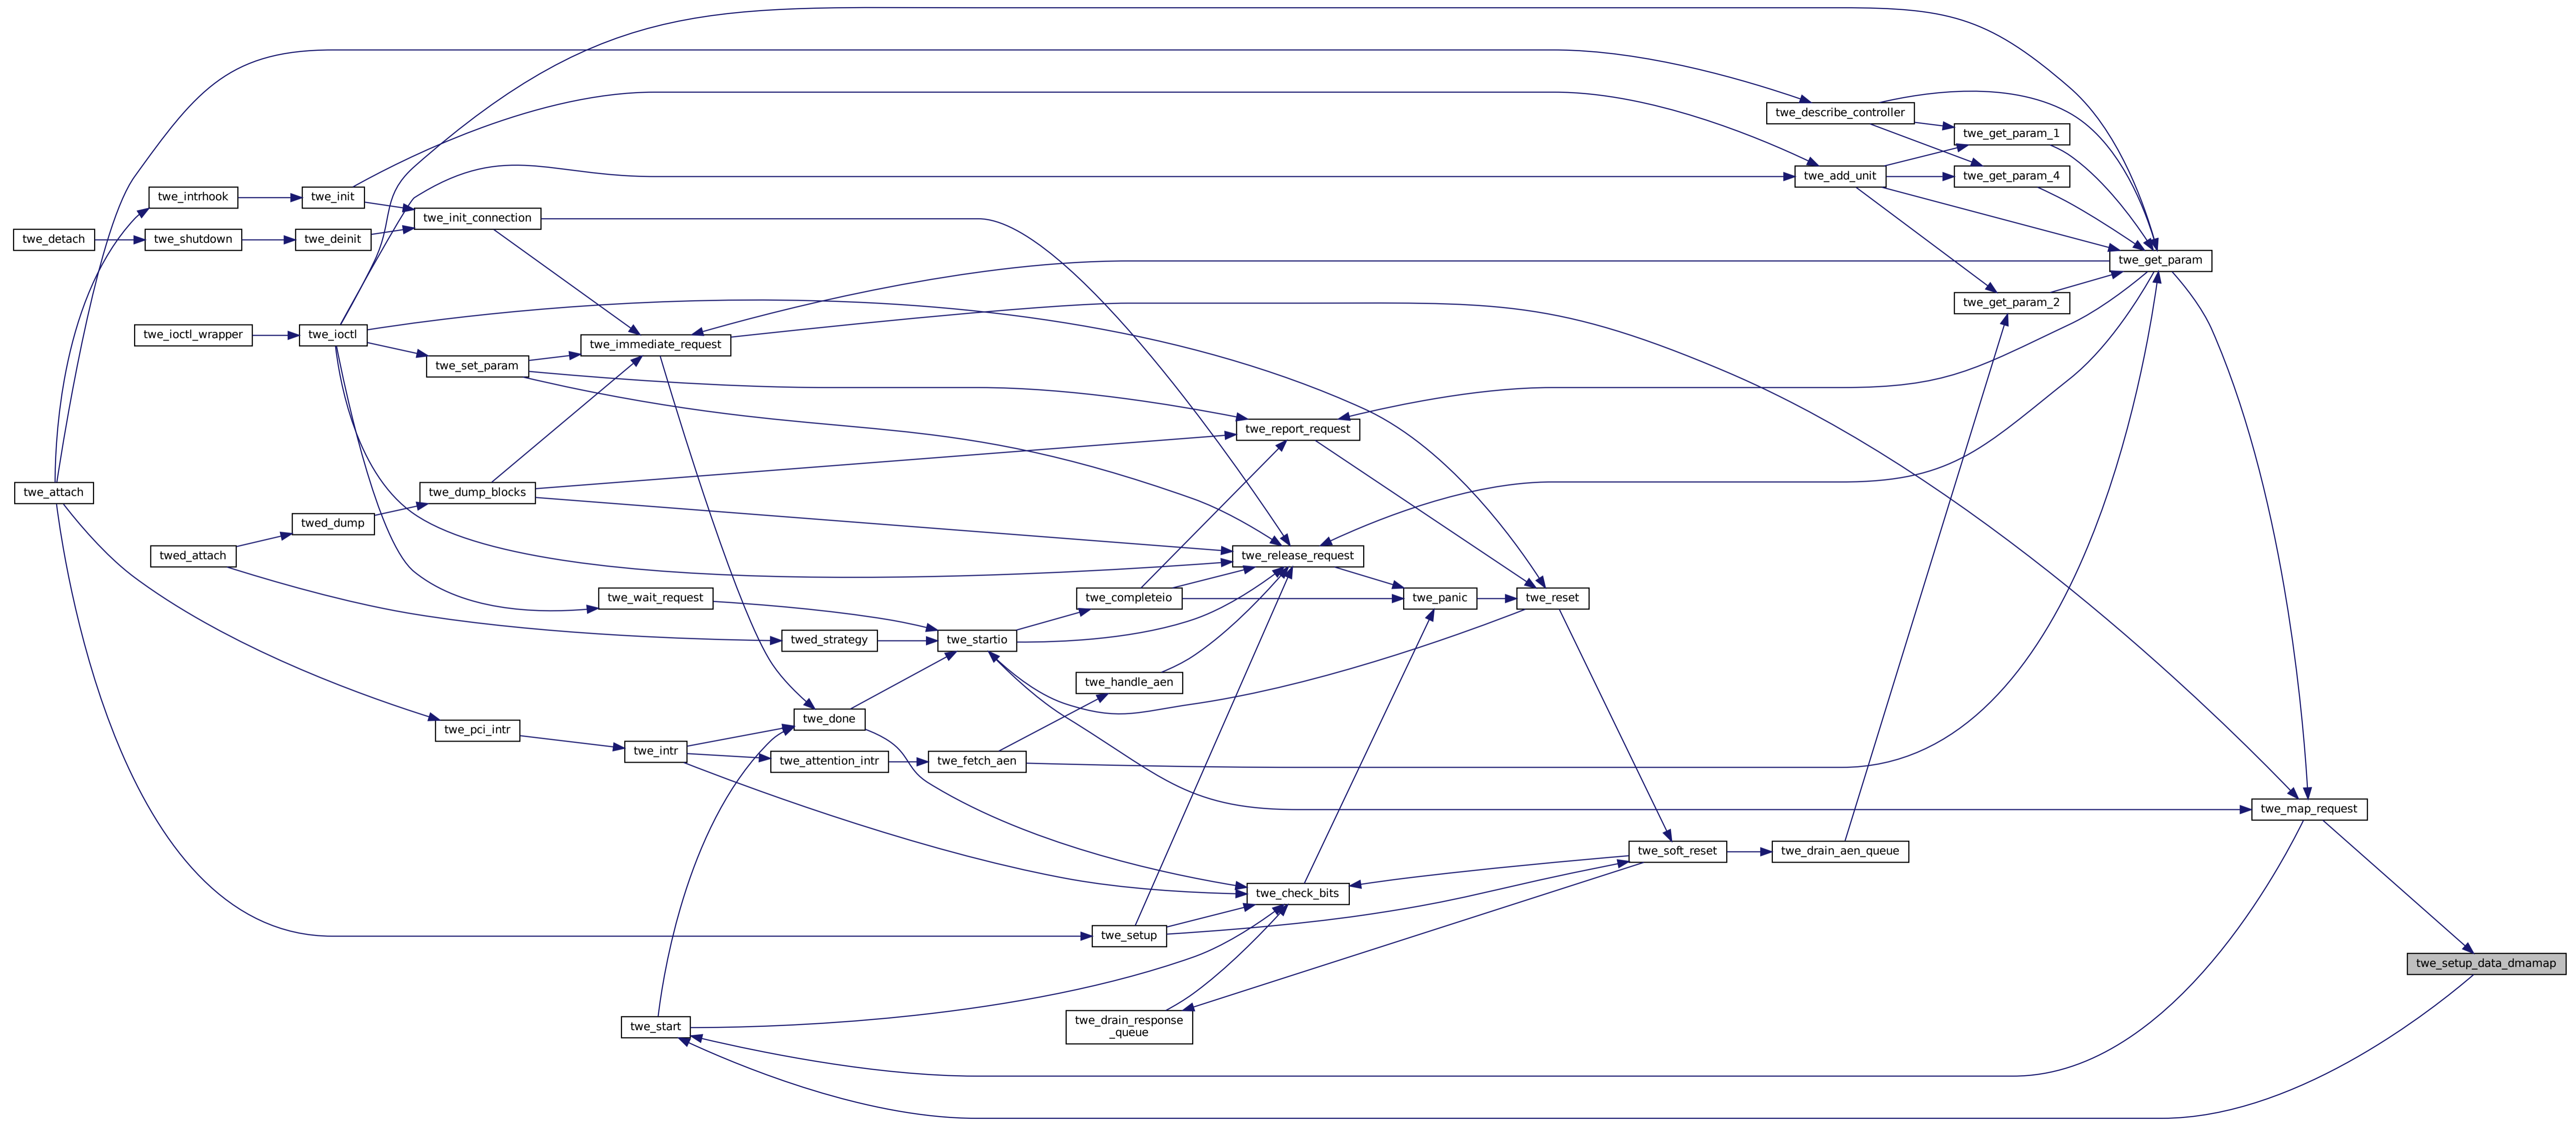 twe_describe_controller
twe_get_param_1
twe_add_unit
twe_get_param_4
twe_intrhook
twe_init
twe_init_connection
twe_detach
twe_shutdown
twe_deinit
twe_get_param
twe_get_param_2
twe_ioctl_wrapper
twe_ioctl
twe_immediate_request
twe_set_param
twe_report_request
twe_attach
twe_dump_blocks
twed_dump
twed_attach
twe_release_request
twe_wait_request
twe_completeio
twe_panic
twe_reset
twed_strategy
twe_startio
twe_handle_aen
twe_done
twe_pci_intr
twe_intr
twe_attention_intr
twe_fetch_aen
twe_map_request
twe_soft_reset
twe_drain_aen_queue
twe_check_bits
twe_setup
twe_setup_data_dmamap
twe_start
twe_drain_response
_queue